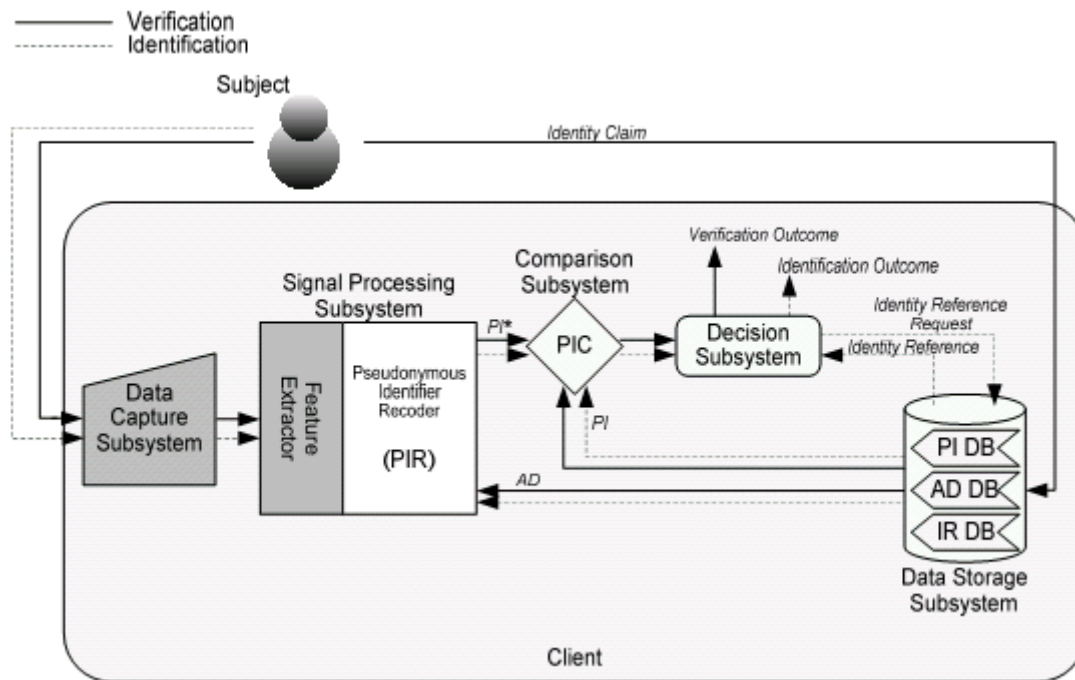 Verification
Identification
Subject
Identity Claim
Verification Outcome
Comparison
Subsystem
Identification Outcome
Signal Processing
Subsystem
Identity Reference
Request
PI*
PIC
Decision
Subsystem
Identity Reference
Data
Capture
Subsystem
Feature
Extractor
Pseudonymous
Identifier
Recoder
(PIR)
PI
AD
PI DB
AD DB
IR DB
Data Storage
Subsystem
Client